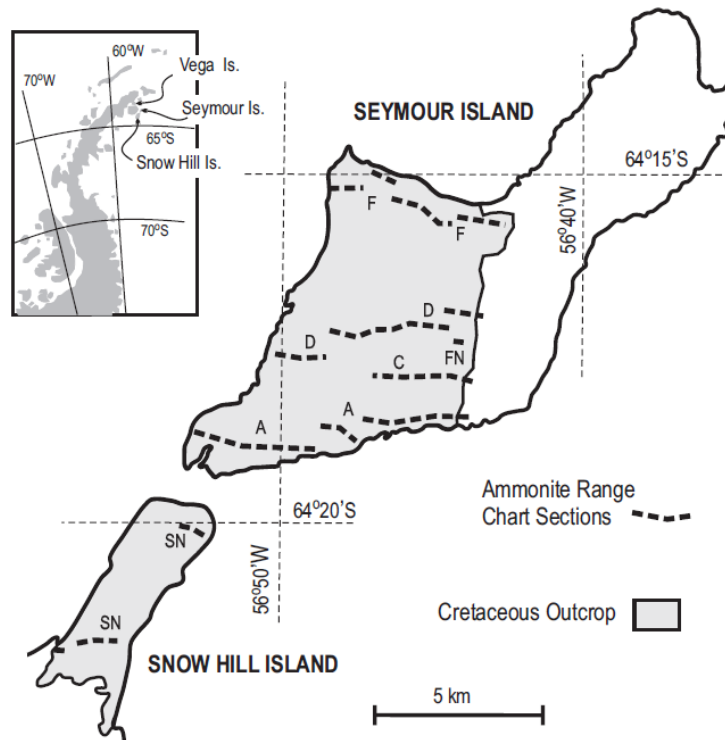 60°W
70°W
Vega Is.
Seymour Is.
65°S
Snow Hill Is.
70°S
SEYMOUR ISLAND
64°15'S
56°40'W
F
F
D
D
FN
C
A
A
64°20'S
56°50'W
SN
SN
SNOW HILL ISLAND
Ammonite Range
Chart Sections
Cretaceous Outcrop
5 km